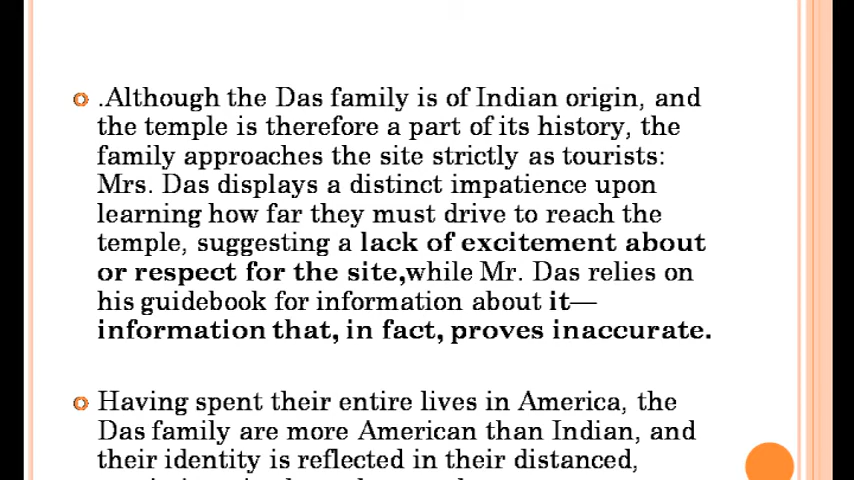 .Although the Das family is of Indian origin, and
the temple is therefore a part of its history, the
family approaches the site strictly as tourists:
Mrs. Das displays a distinct impatience upon
learning how far they must drive to reach the
temple, suggesting a lack of excitement about
or respect for the site,while Mr. Das relies on
his guidebook for information about it—
information that, in fact, proves inaccurate.
Having spent their entire lives in America, the
Das family are more American than Indian, and
their identity is reflected in their distanced,